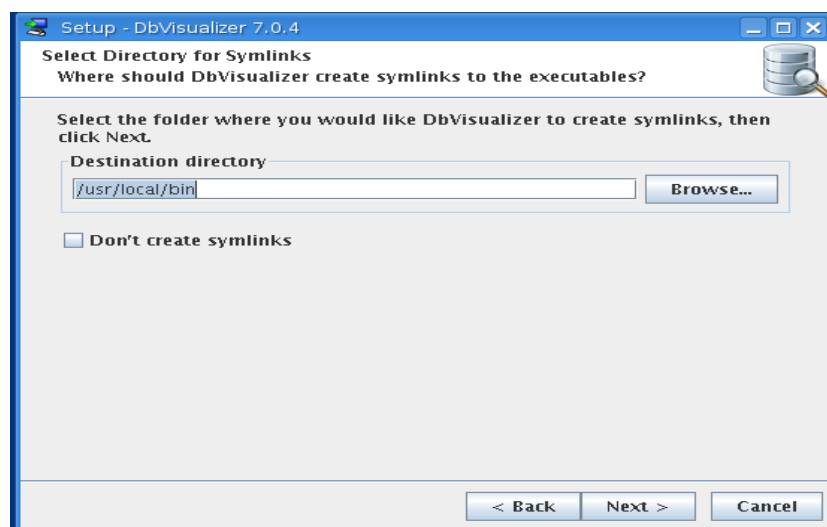 Setup - DbVisualizer 7.0.4
Select Directory for Symlinks
Where should DbVisualizer create symlinks to the executables?
Select the folder where you would like DbVisualizer to create symlinks, then
click Next.
Destination directory
/usr/local/bin
Browse...
Don't create symlinks
< Back
Next >
Cancel